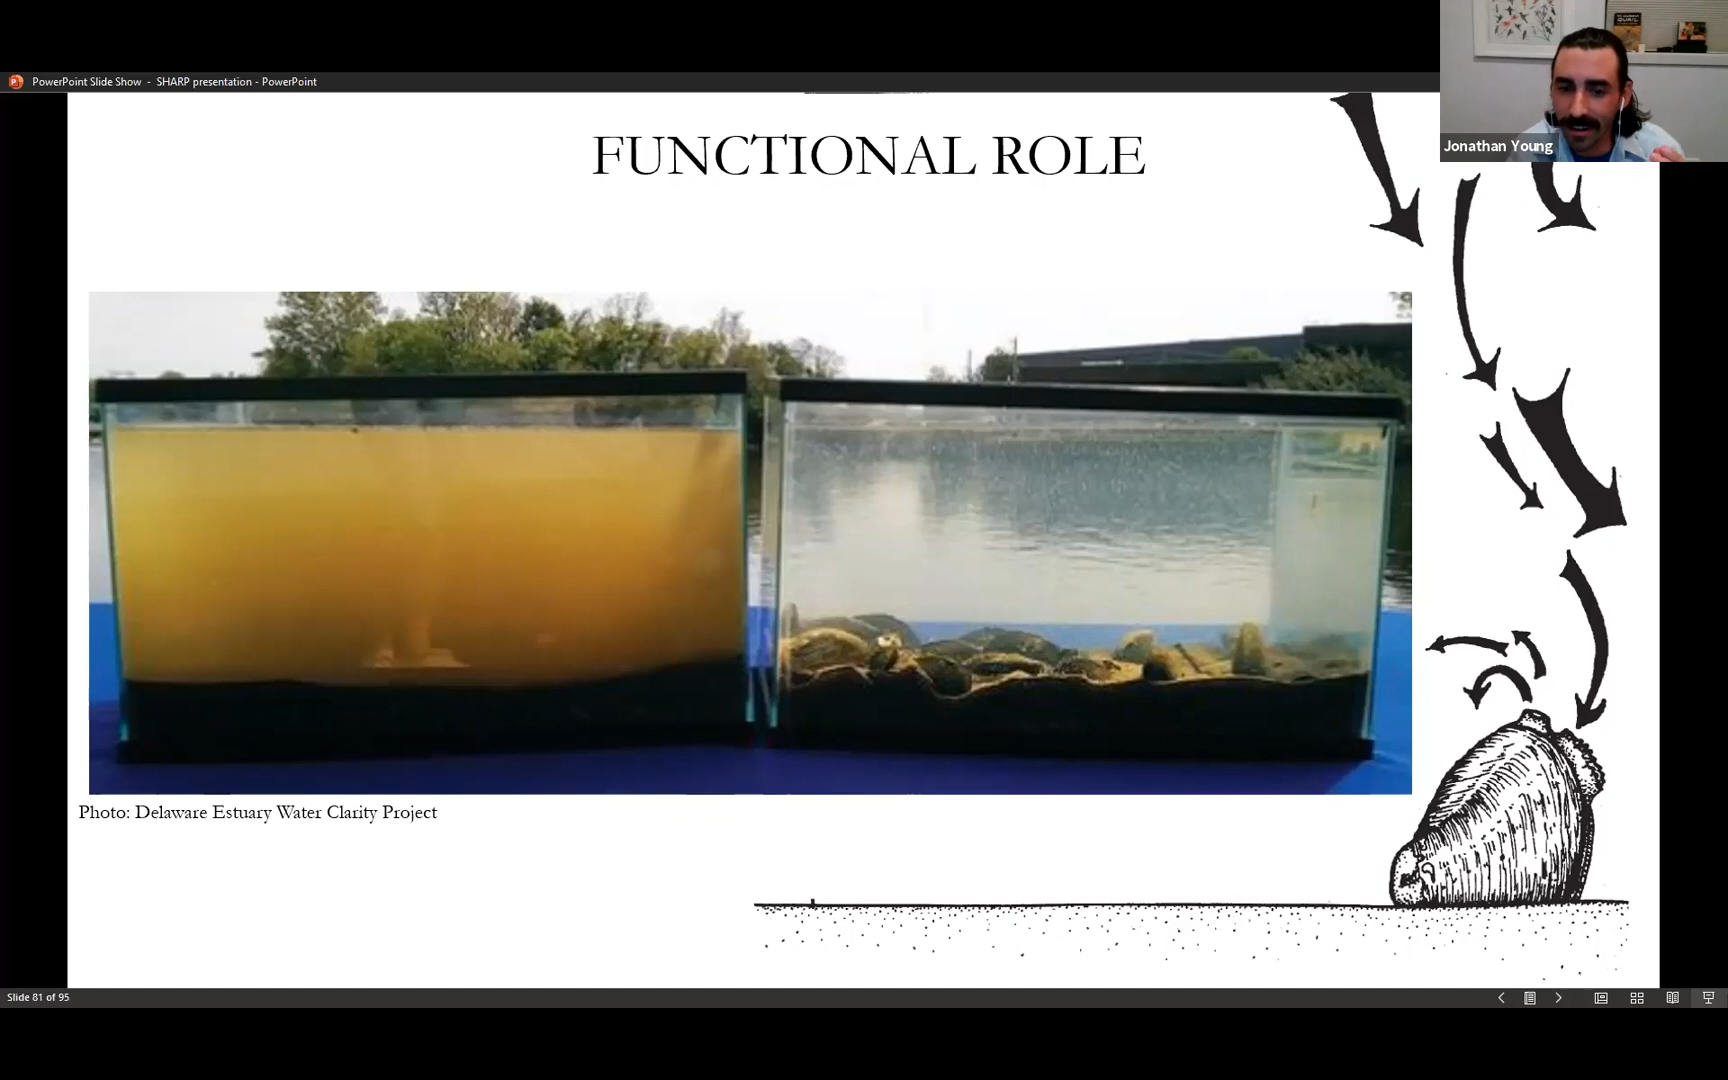 PowerPoint Slide Show - SHARP presentation - PowerPoint
Jonathan Young
FUNCTIONAL ROLE
Photo: Delaware Estuary Water Clarity Project
Slide 81 of 95